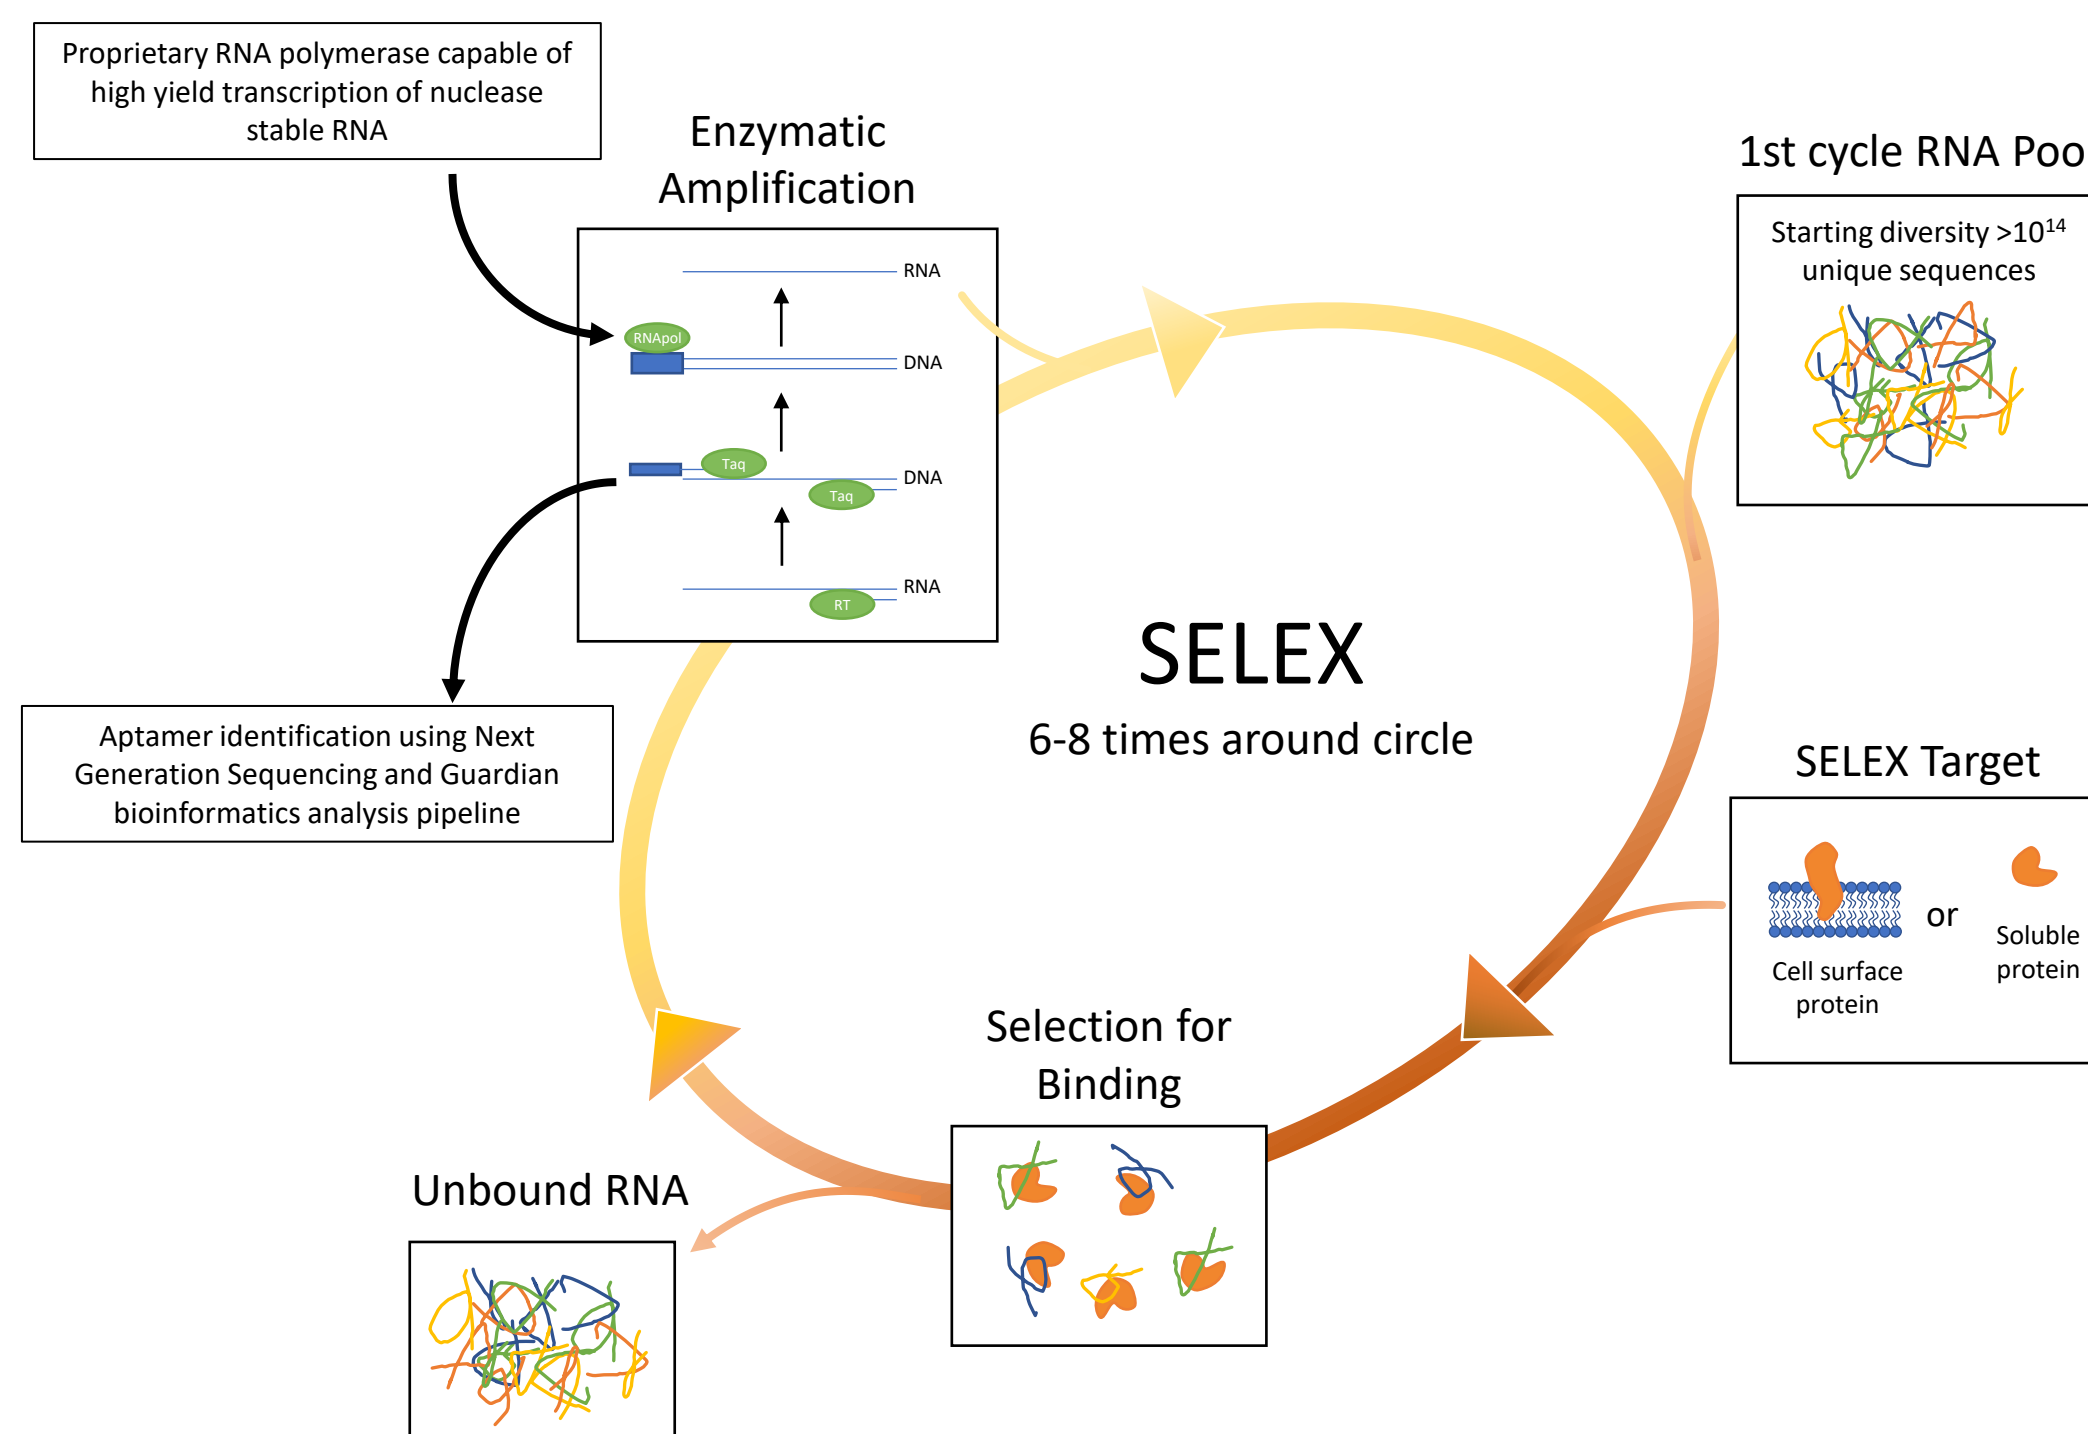 Proprietary RNA polymerase capable of
high yield transcription of nuclease
stable RNA
Enzymatic
Amplification
RNA
RNApol
DNA
Taq
DNA
Taq
RNA
RT
1st cycle RNA Poo
Starting diversity >10¹⁴
unique sequences
SELEX
6-8 times around circle
Aptamer identification using Next
Generation Sequencing and Guardian
bioinformatics analysis pipeline
SELEX Target
or
Cell surface
protein
Soluble
protein
Selection for
Binding
Unbound RNA